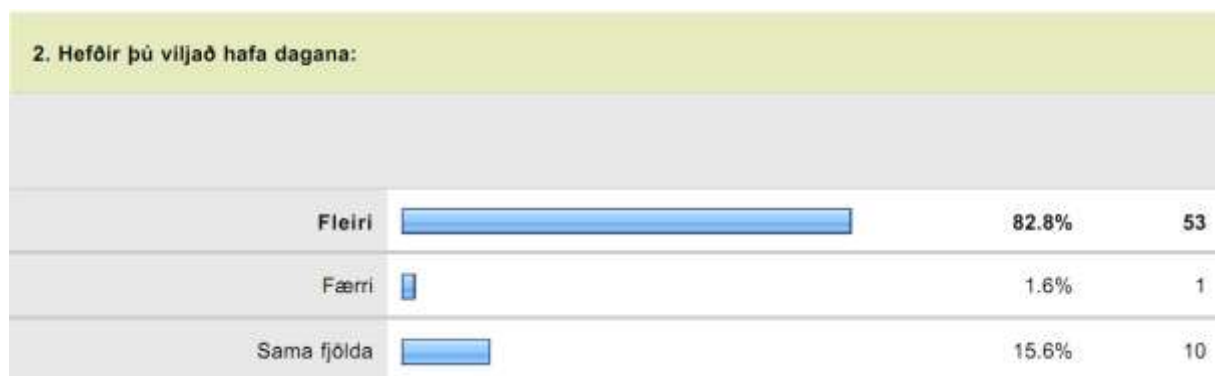 2. Hefðir þú viljað hafa dagana:
Fleiri 82.8% 53
Færri 1.6% 1
Sama fjölda 15.6% 10